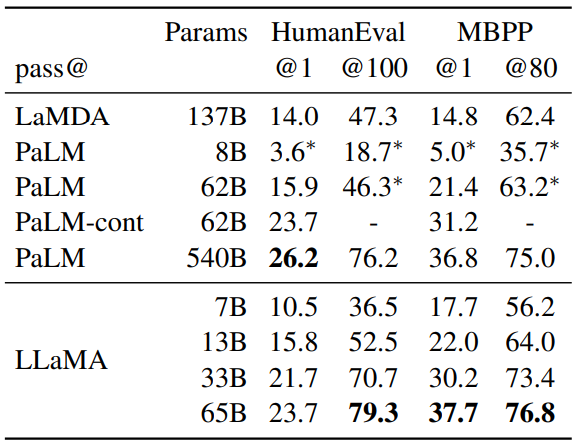 Params HumanEval MBPP
pass@ @1 @100 @1 @80
LaMDA 137B 14.0 47.3 14.8 62.4
PaLM 8B 3.6* 18.7* 5.0* 35.7*
PaLM 62B 15.9 46.3* 21.4 63.2*
PaLM-cont 62B 23.7 - 31.2 -
PaLM 540B 26.2 76.2 36.8 75.0
LLaMA
7B 10.5 36.5 17.7 56.2
13B 15.8 52.5 22.0 64.0
33B 21.7 70.7 30.2 73.4
65B 23.7 79.3 37.7 76.8